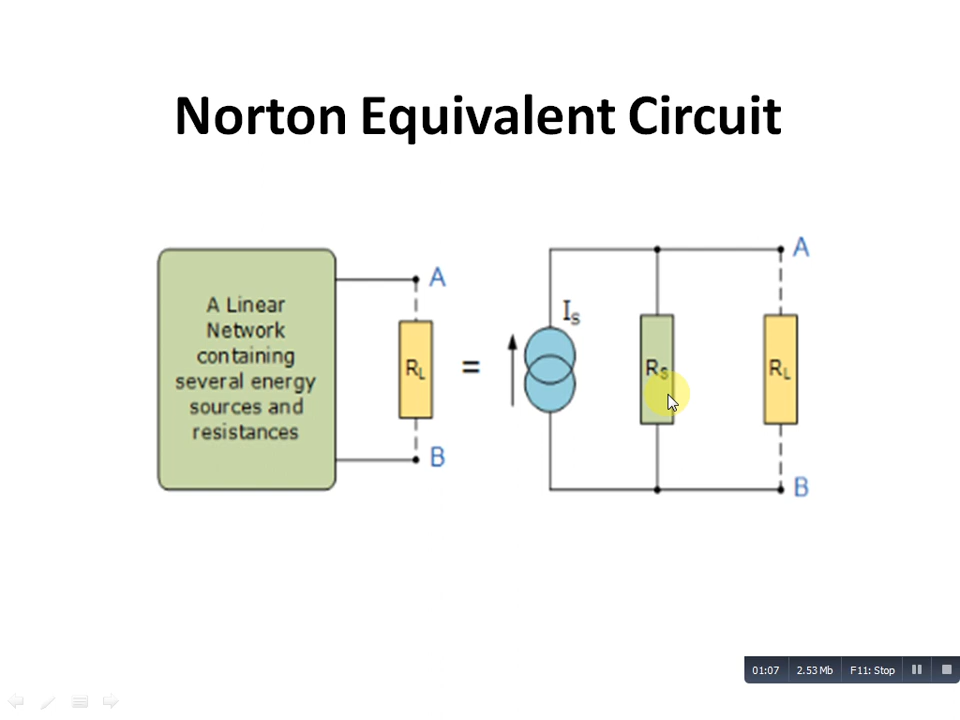 Norton Equivalent Circuit
A Linear
Network
containing
several energy
sources and
resistances
A
RL
B
=
Is
Rs
RL
A
B
01:07 2.53 Mb F11: Stop